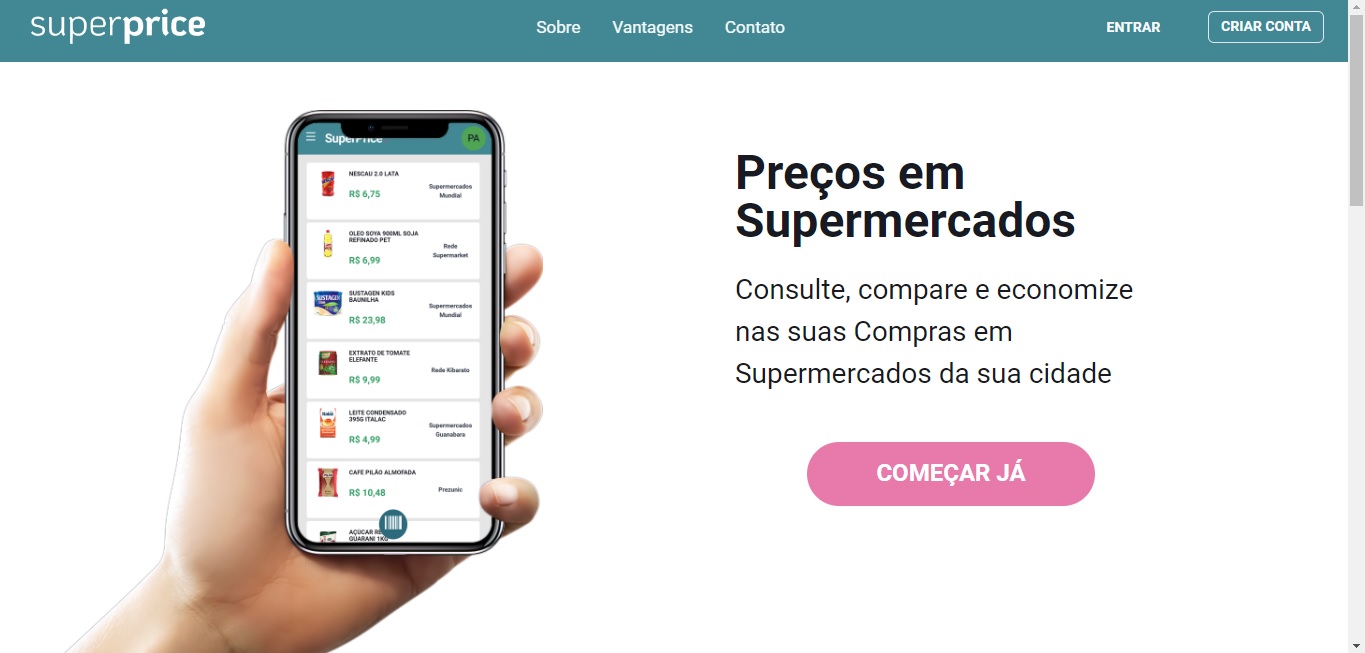 superprice
Sobre
Vantagens
Contato
ENTRAR
CRIAR CONTA
SuperPrice
PA
NESCAU 2.0 LATA
R$ 6,75
Supermercados
Mundial
OLEO SOYA 900ML SOJA
REFINADO PET
R$ 6,99
Rede
Supermarket
SUSTAGEN
SUSTAGEN KIDS
BAUNILHA
R$ 23,98
Supermercados
Mundial
EXTRATO DE TOMATE
ELEFANTE
R$ 9,99
Rede Kibarato
LEITE CONDENSADO
395G ITALAC
R$ 4,99
Supermercados
Guanabara
CAFE PILÃO ALMOFADA
R$ 10,48
Prezunic
AÇÚCAR
GUARANI 1KG
Preços em
Supermercados
Consulte, compare e economize
nas suas Compras em
Supermercados da sua cidade
COMEÇAR JÁ